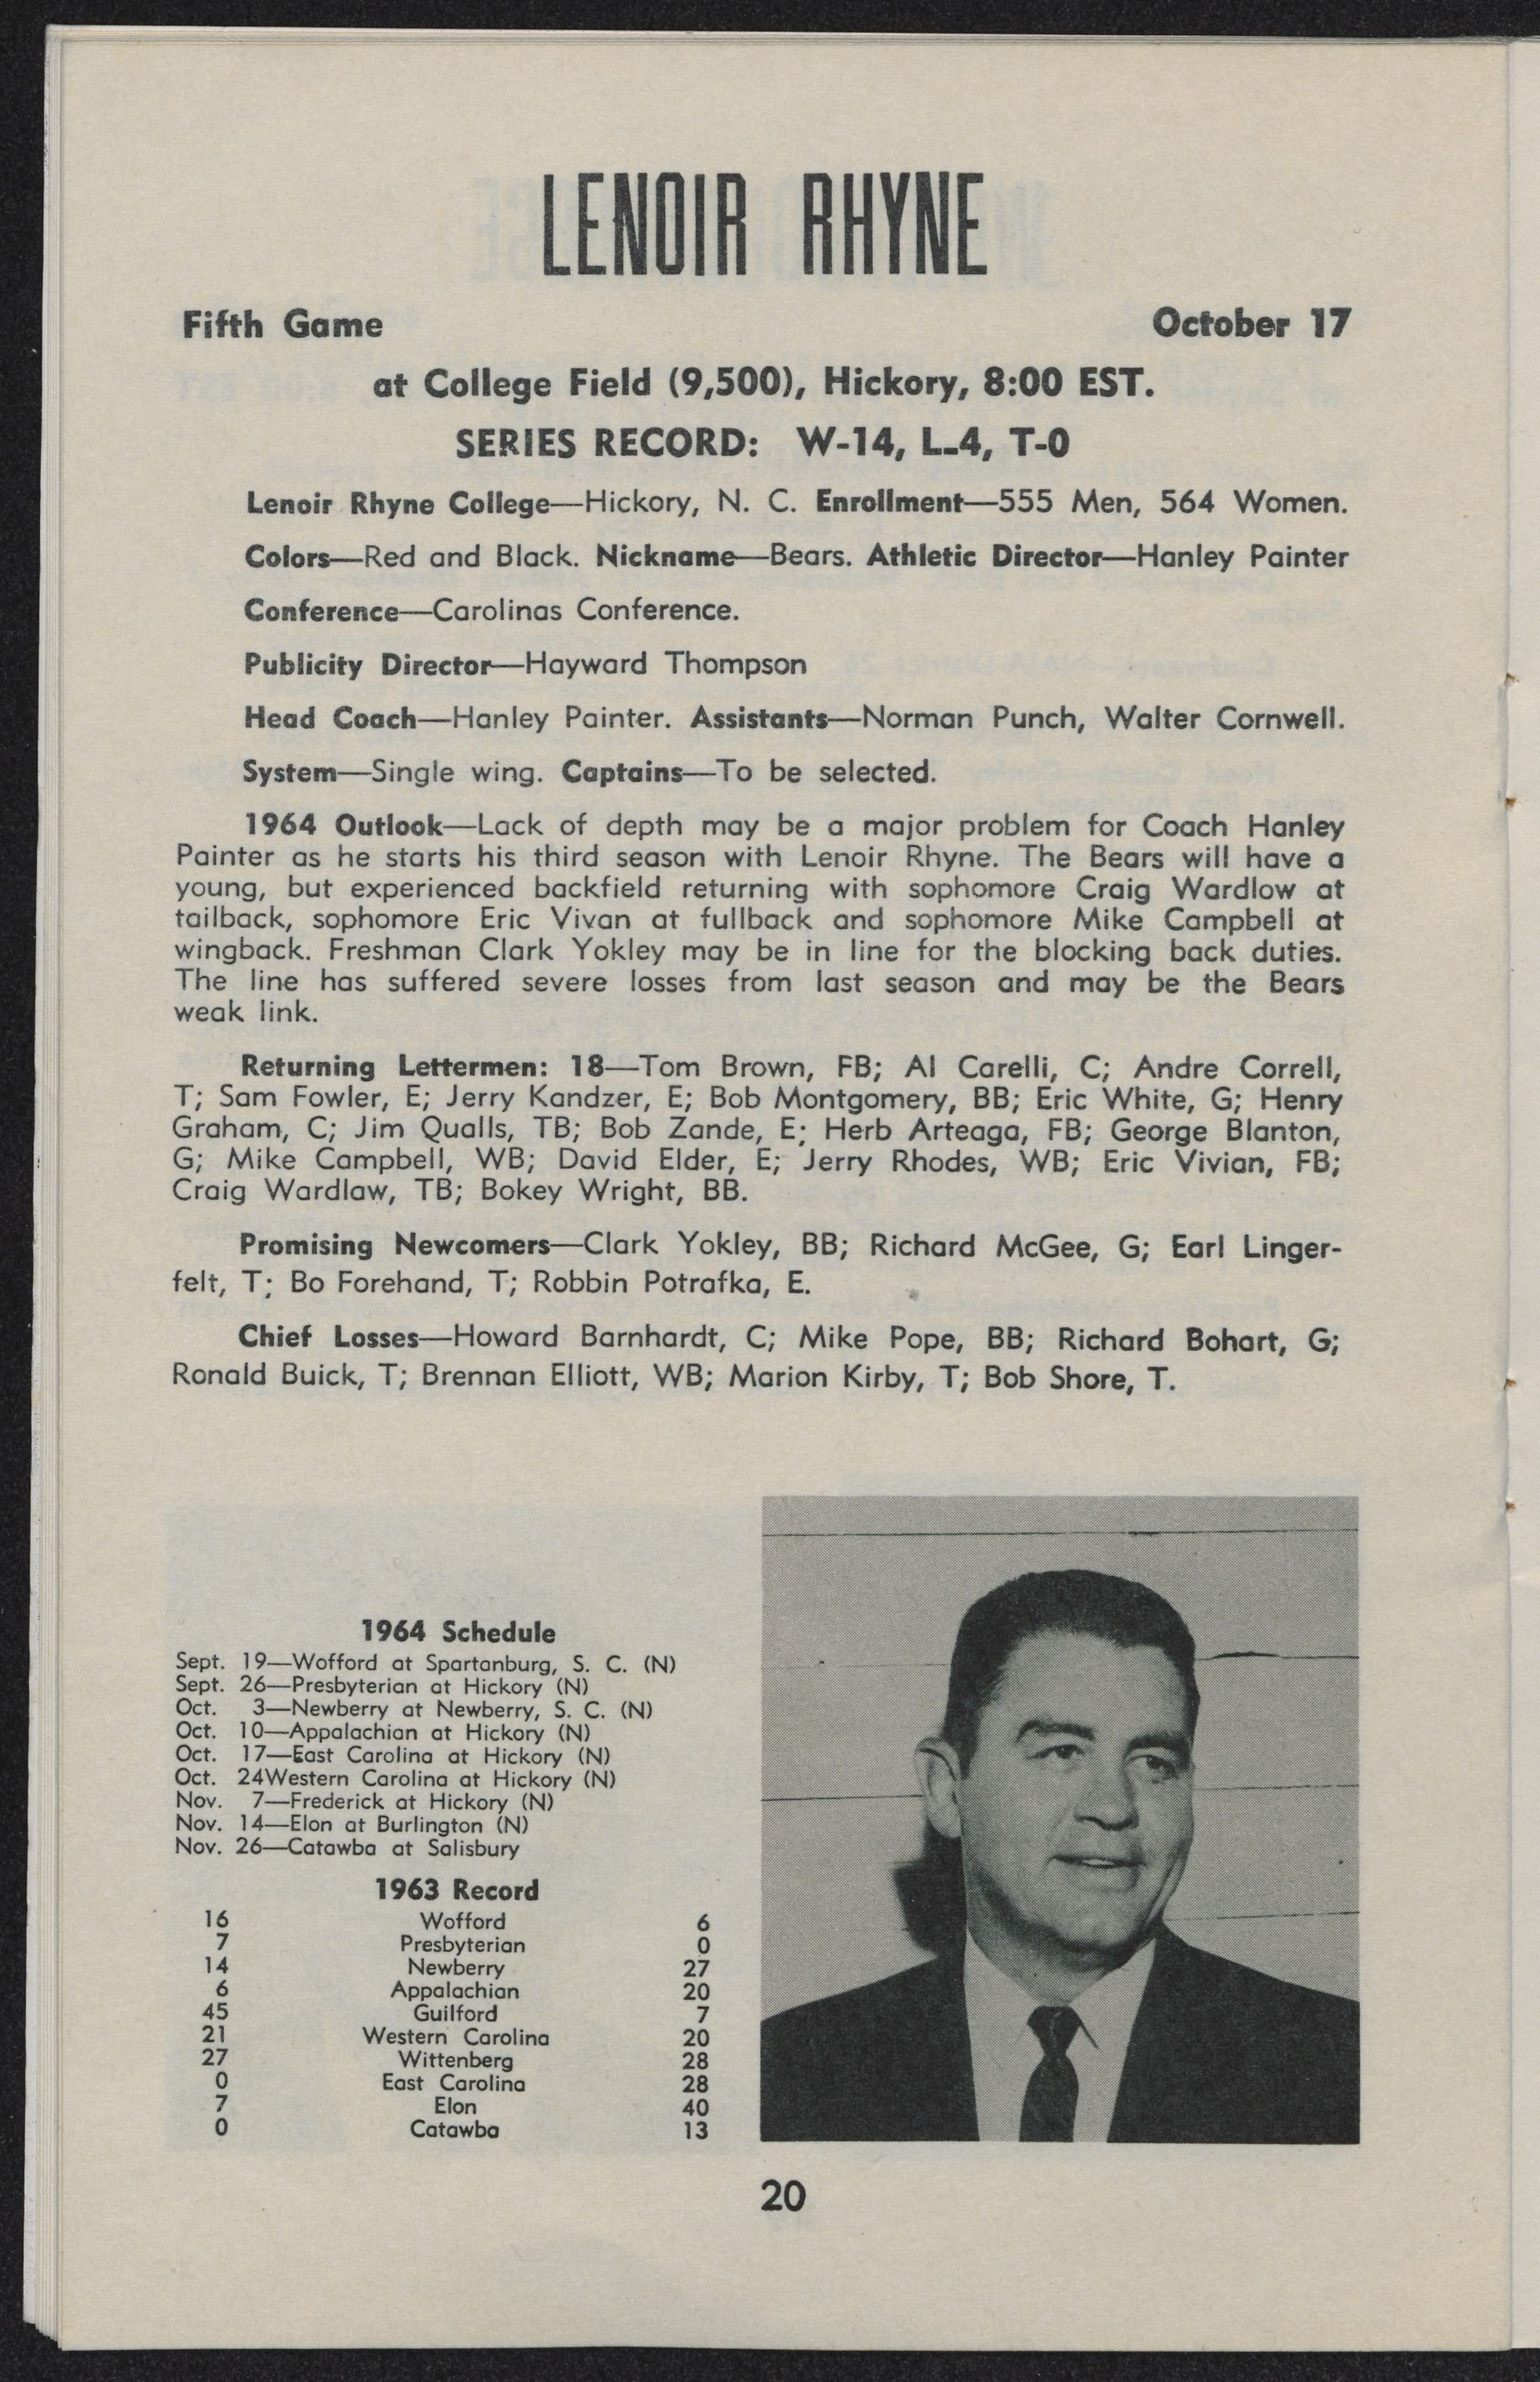 LENOIR RHYNE
Fifth Game October 17
at College Field (9,500), Hickory, 8:00 EST.
SERIES RECORD: W-14, L-4, T-0
Lenoir Rhyne College—Hickory, N. C. Enrollment—555 Men, 564 Women.
Colors—Red and Black. Nickname—Bears. Athletic Director—Hanley Painter
Conference—Carolinas Conference.
Publicity Director—Hayward Thompson
Head Coach—Hanley Painter. Assistants—Norman Punch, Walter Cornwell.
System—Single wing. Captains—To be selected.
1964 Outlook—Lack of depth may be a major problem for Coach Hanley
Painter as he starts his third season with Lenoir Rhyne. The Bears will have a
young, but experienced backfield returning with sophomore Craig Wardlow at
tailback, sophomore Eric Vivan at fullback and sophomore Mike Campbell at
wingback. Freshman Clark Yokley may be in line for the blocking back duties.
The line has suffered severe losses from last season and may be the Bears
weak link.
Returning Lettermen: 18—Tom Brown, FB; Al Carelli, C; Andre Correll,
T; Sam Fowler, E; Jerry Kandzer, E; Bob Montgomery, BB; Eric White, G; Henry
Graham, C; Jim Qualls, TB; Bob Zande, E; Herb Arteaga, FB; George Blanton,
G; Mike Campbell, WB; David Elder, E; Jerry Rhodes, WB; Eric Vivian, FB;
Craig Wardlaw, TB; Bokey Wright, BB.
Promising Newcomers—Clark Yokley, BB; Richard McGee, G; Earl Linger-
felt, T; Bo Forehand, T; Robbin Potrafka, E.
Chief Losses—Howard Barnhardt, C; Mike Pope, BB; Richard Bohart, G;
Ronald Buick, T; Brennan Elliott, WB; Marion Kirby, T; Bob Shore, T.
1964 Schedule
Sept. 19—Wofford at Spartanburg, S. C. (N)
Sept. 26—Presbyterian at Hickory (N)
Oct. 3—Newberry at Newberry, S. C. (N)
Oct. 10—Appalachian at Hickory (N)
Oct. 17—East Carolina at Hickory (N)
Oct. 24Western Carolina at Hickory (N)
Nov. 7—Frederick at Hickory (N)
Nov. 14—Elon at Burlington (N)
Nov. 26—Catawba at Salisbury
1963 Record
16 Wofford 6
7 Presbyterian 0
14 Newberry 27
6 Appalachian 20
45 Guilford 7
21 Western Carolina 20
27 Wittenberg 28
0 East Carolina 28
7 Elon 40
0 Catawba 13
20